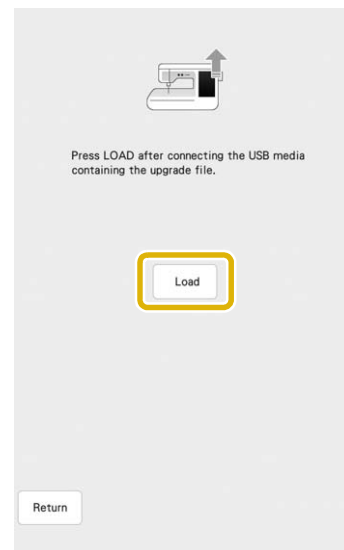 Press LOAD after connecting the USB media
containing the upgrade file.
Load
Return